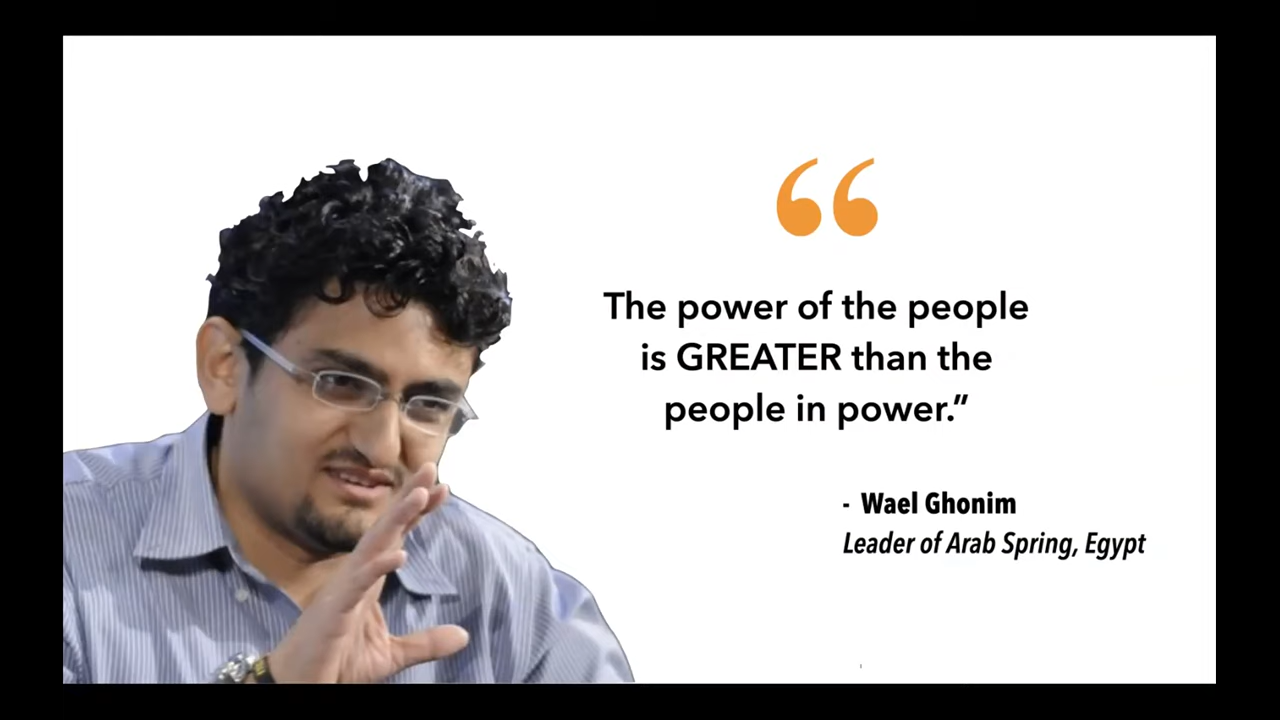 “
The power of the people
is GREATER than the
people in power.”
- Wael Ghonim
Leader of Arab Spring, Egypt